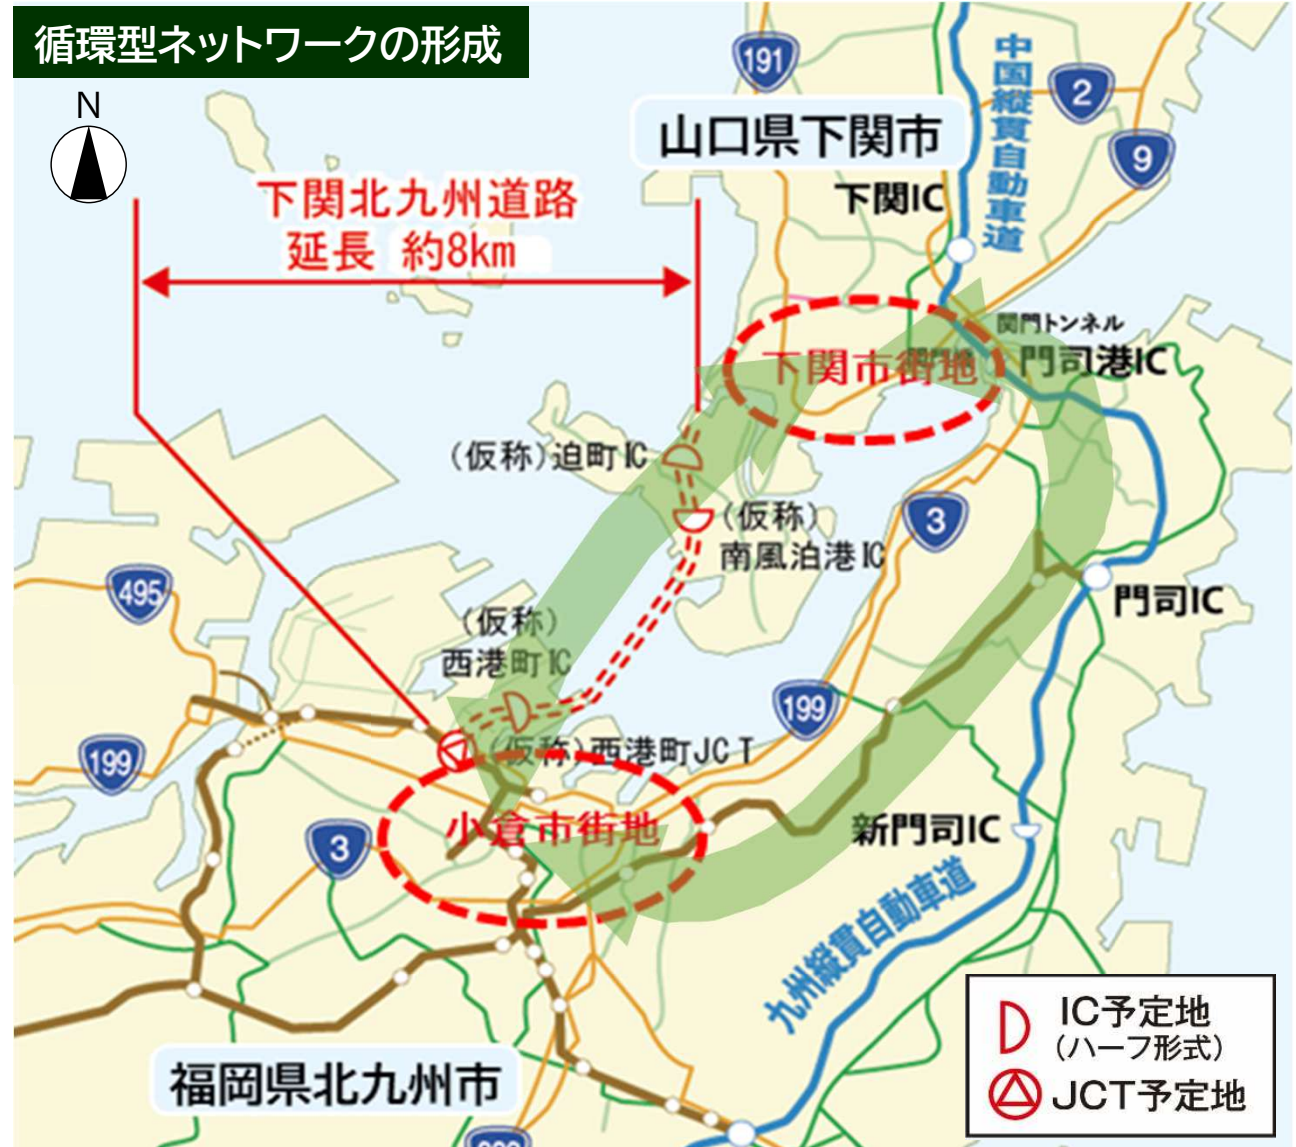 循環型ネットワークの形成
N
191
中国縦貫自動車道
2
9
山口県下関市
下関IC
下関北九州道路
延長 約8km
関門トンネル
門司港IC
下関市街地
(仮称)迫町IC
(仮称)
南風泊港IC
3
495
門司IC
(仮称)
西港町IC
199
199
(仮称)西港町JCT
小倉市街地
3
新門司IC
九州縦貫自動車道
福岡県北九州市
IC予定地
(ハーフ形式)
JCT予定地